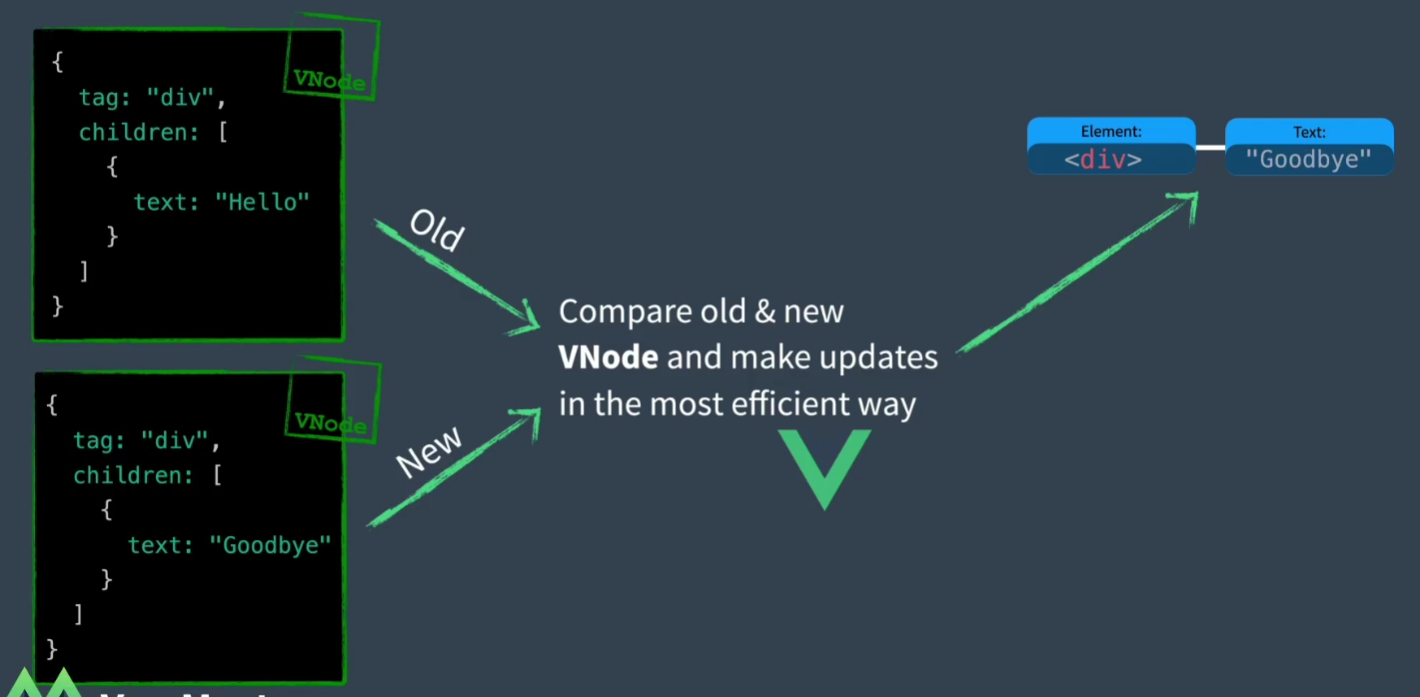 VNode
{
tag: "div",
children: [
{
text: "Hello"
}
]
}
VNode
{
tag: "div",
children: [
{
text: "Goodbye"
}
]
}
Old
New
Compare old & new
VNode and make updates
in the most efficient way
Element:
<div>
Text:
"Goodbye"